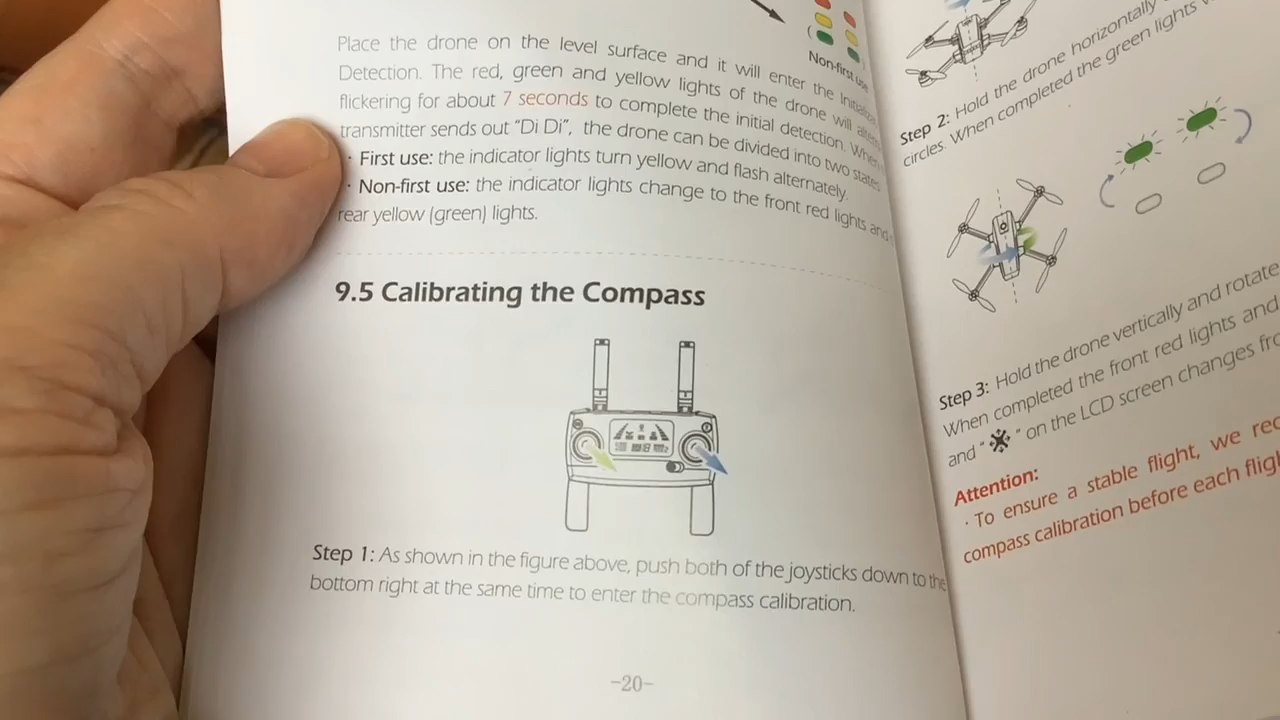 Non-first use
Place the drone on the level surface and it will enter the
Detection. The red, green and yellow lights of the drone will
flickering for about 7 seconds to complete the initial detection. When
transmitter sends out “Di Di”, the drone can be divided into two states
· First use: the indicator lights turn yellow and flash alternately.
· Non-first use: the indicator lights change to the front red lights and
rear yellow (green) lights.
9.5 Calibrating the Compass
Step 1: As shown in the figure above, push both of the joysticks down to the
bottom right at the same time to enter the compass calibration.
-20-
Step 2: Hold the drone horizontally
circles. When completed the green lights
Step 3: Hold the drone vertically and rotate
When completed the front red lights and
and “ ” on the LCD screen changes
Attention:
· To ensure a stable flight, we
compass calibration before each